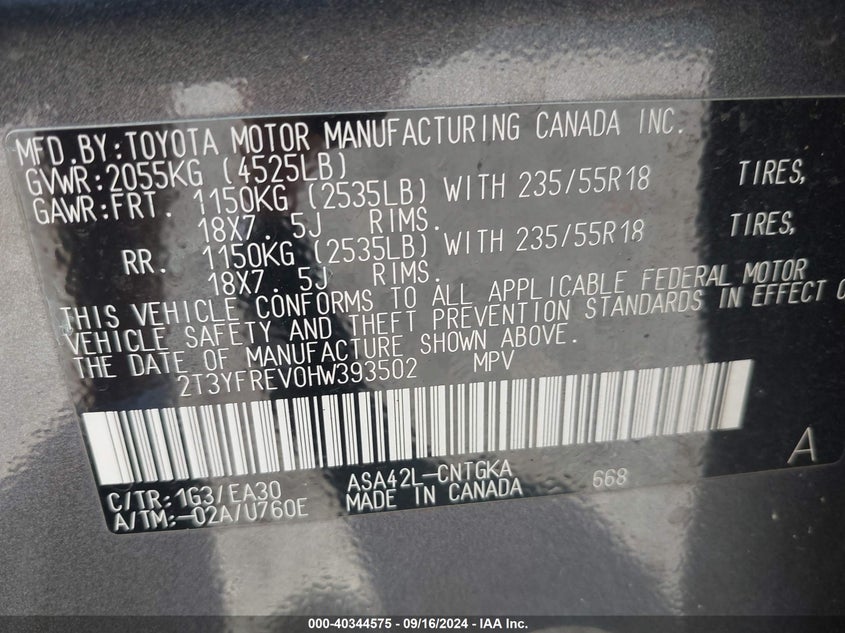 MFD.BY:TOYOTA MOTOR MANUFACTURING CANADA INC.
GVWR:2055KG (4525LB)
GAWR:FRT. 1150KG (2535LB) WITH 235/55R18 TIRES,
18X7. 5J RIMS.
RR. 1150KG (2535LB) WITH 235/55R18 TIRES,
18X7. 5J RIMS.
THIS VEHICLE CONFORMS TO ALL APPLICABLE FEDERAL MOTOR
VEHICLE SAFETY AND THEFT PREVENTION STANDARDS IN EFFECT
THE DATE OF MANUFACTURE SHOWN ABOVE.
2T3YFREV0HW393502 MPV
A
C/TR:1G3/EA30 ASA42L-CNTGKA 668
A/TM:-02A/U760E MADE IN CANADA
000-40344575 - 09/16/2024 - IAA Inc.